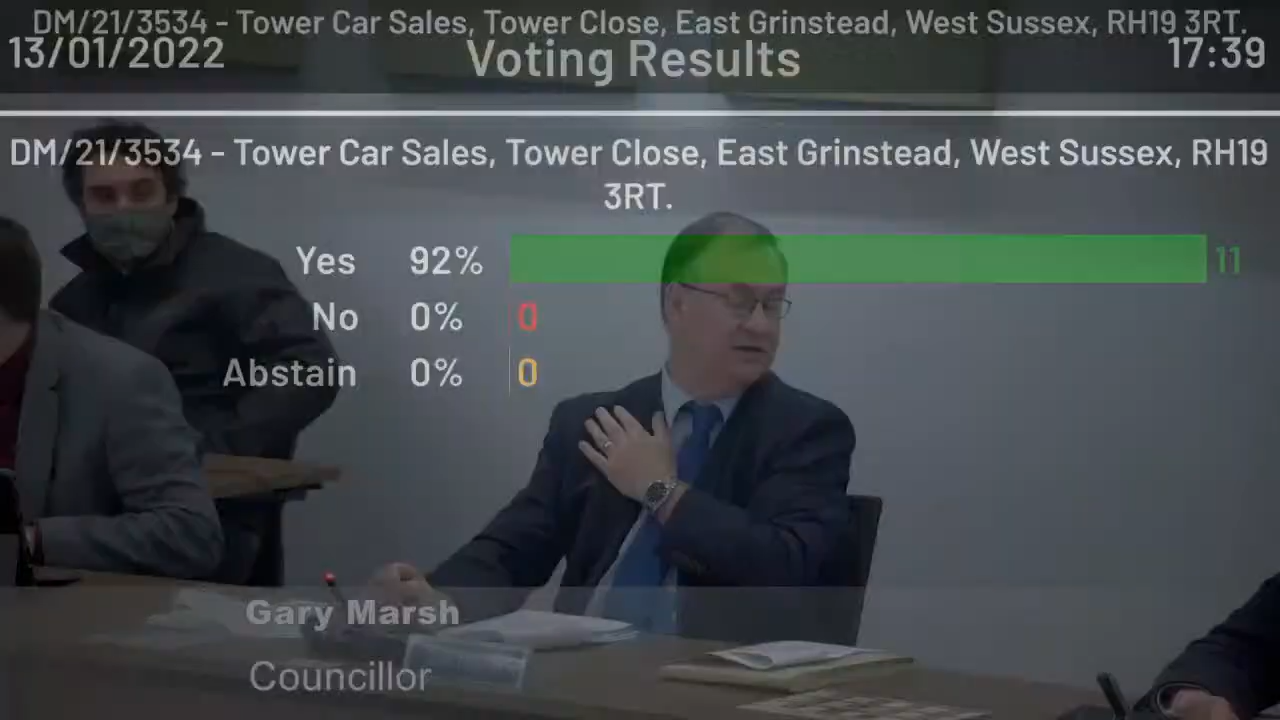 DM/21/3534 - Tower Car Sales, Tower Close, East Grinstead, West Sussex, RH19 3RT.
13/01/2022 Voting Results 17:39
DM/21/3534 - Tower Car Sales, Tower Close, East Grinstead, West Sussex, RH19
3RT.
Yes 92% 11
No 0% 0
Abstain 0% 0
Gary Marsh
Councillor